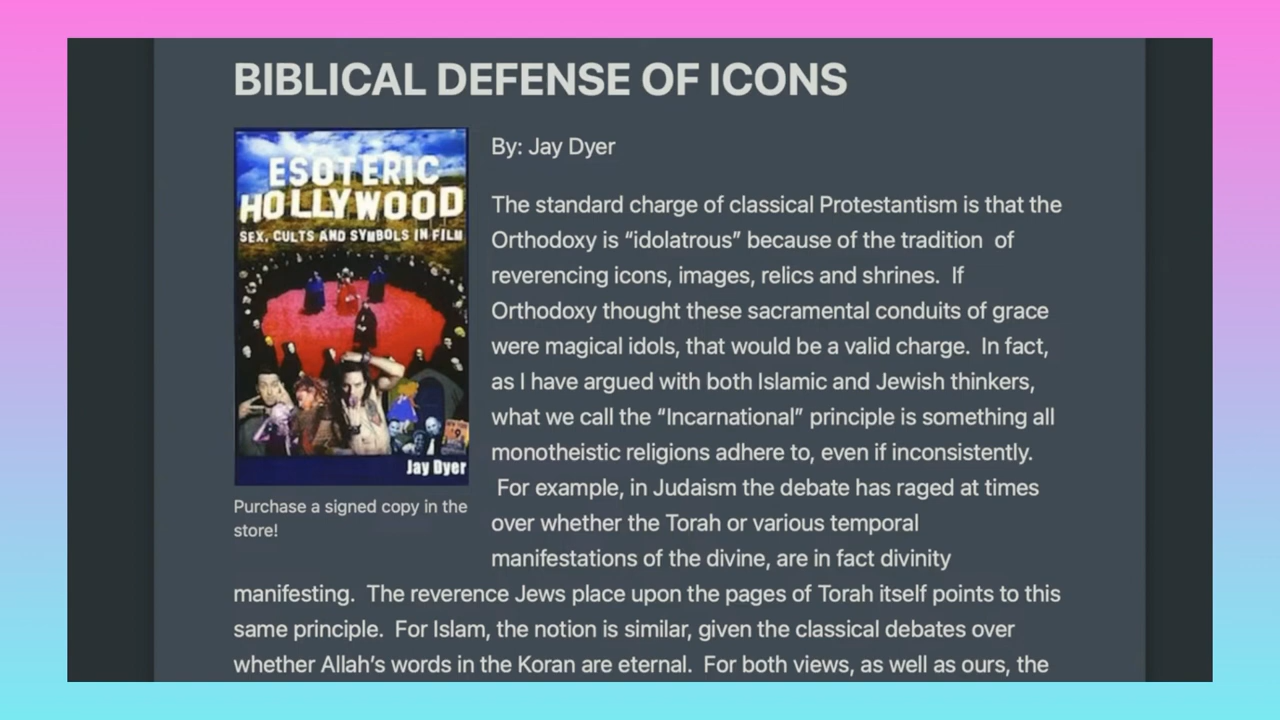 BIBLICAL DEFENSE OF ICONS
ESOTERIC
HOLLYWOOD
SEX, CULTS AND SYMBOLS IN FILM
Jay Dyer
Purchase a signed copy in the
store!
By: Jay Dyer
The standard charge of classical Protestantism is that the
Orthodoxy is “idolatrous” because of the tradition of
reverencing icons, images, relics and shrines. If
Orthodoxy thought these sacramental conduits of grace
were magical idols, that would be a valid charge. In fact,
as I have argued with both Islamic and Jewish thinkers,
what we call the “Incarnational” principle is something all
monotheistic religions adhere to, even if inconsistently.
For example, in Judaism the debate has raged at times
over whether the Torah or various temporal
manifestations of the divine, are in fact divinity
manifesting. The reverence Jews place upon the pages of Torah itself points to this
same principle. For Islam, the notion is similar, given the classical debates over
whether Allah’s words in the Koran are eternal. For both views, as well as ours, the